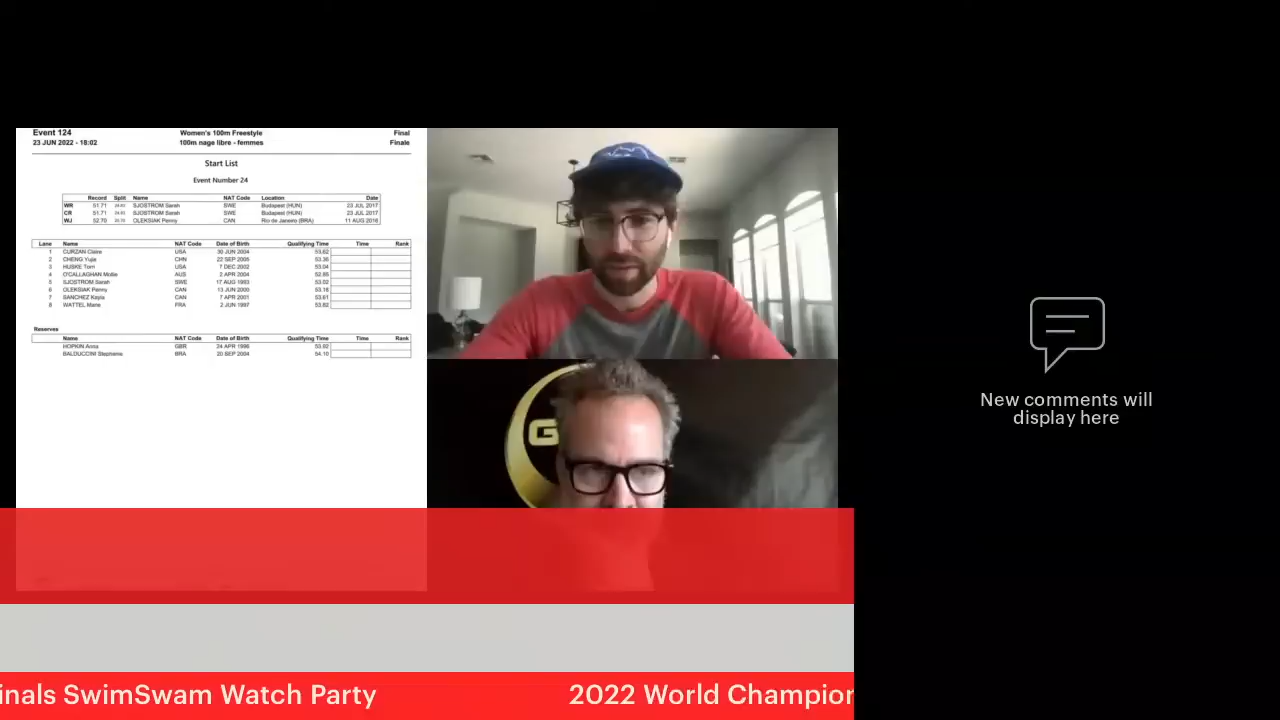 Event 124 Women's 100m Freestyle Final
23 JUN 2022 - 18:02 100m nage libre - femmes Finale
Start List
Event Number 24
Record Split Name NAT Code Location Date
WR 51.71 SJOSTROM Sarah SWE Budapest (HUN) 23 JUL 2017
CR 51.71 SJOSTROM Sarah SWE Budapest (HUN) 23 JUL 2017
WJ 52.70 OLEKSIAK Penny CAN Rio de Janeiro (BRA) 11 AUG 2016
Lane Name NAT Code Date of Birth Qualifying Time Time Rank
1 CURZAN Claire USA 30 JUN 2004 53.62
2 CHENG Yujie CHN 22 SEP 2005 53.36
3 HUSKE Torri USA 7 DEC 2002 53.04
4 O'CALLAGHAN Mollie AUS 2 APR 2004 52.85
5 SJOSTROM Sarah SWE 17 AUG 1993 53.02
6 OLEKSIAK Penny CAN 13 JUN 2000 53.16
7 SANCHEZ Kayla CAN 7 APR 2001 53.61
8 WATTEL Marie FRA 2 JUN 1997 53.82
Reserves
Name NAT Code Date of Birth Qualifying Time Time Rank
HOPKIN Anna GBR 24 APR 1996 53.92
BALDUCCINI Stephanie BRA 20 SEP 2004 54.10
G
New comments will
display here
inals SwimSwam Watch Party 2022 World Champion